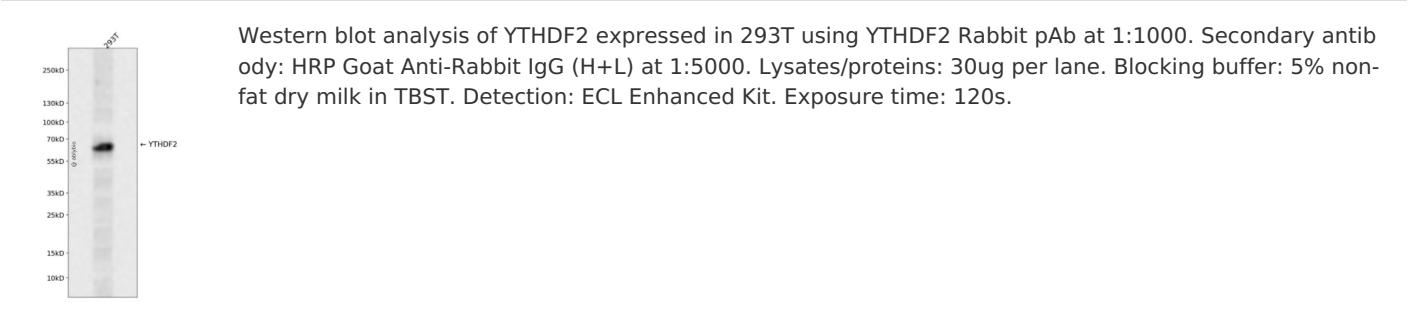 293T
250kD
130kD
100kD
70kD
55kD
35kD
25kD
15kD
10kD
← YTHDF2
Western blot analysis of YTHDF2 expressed in 293T using YTHDF2 Rabbit pAb at 1:1000. Secondary antib
ody: HRP Goat Anti-Rabbit IgG (H+L) at 1:5000. Lysates/proteins: 30ug per lane. Blocking buffer: 5% non-
fat dry milk in TBST. Detection: ECL Enhanced Kit. Exposure time: 120s.